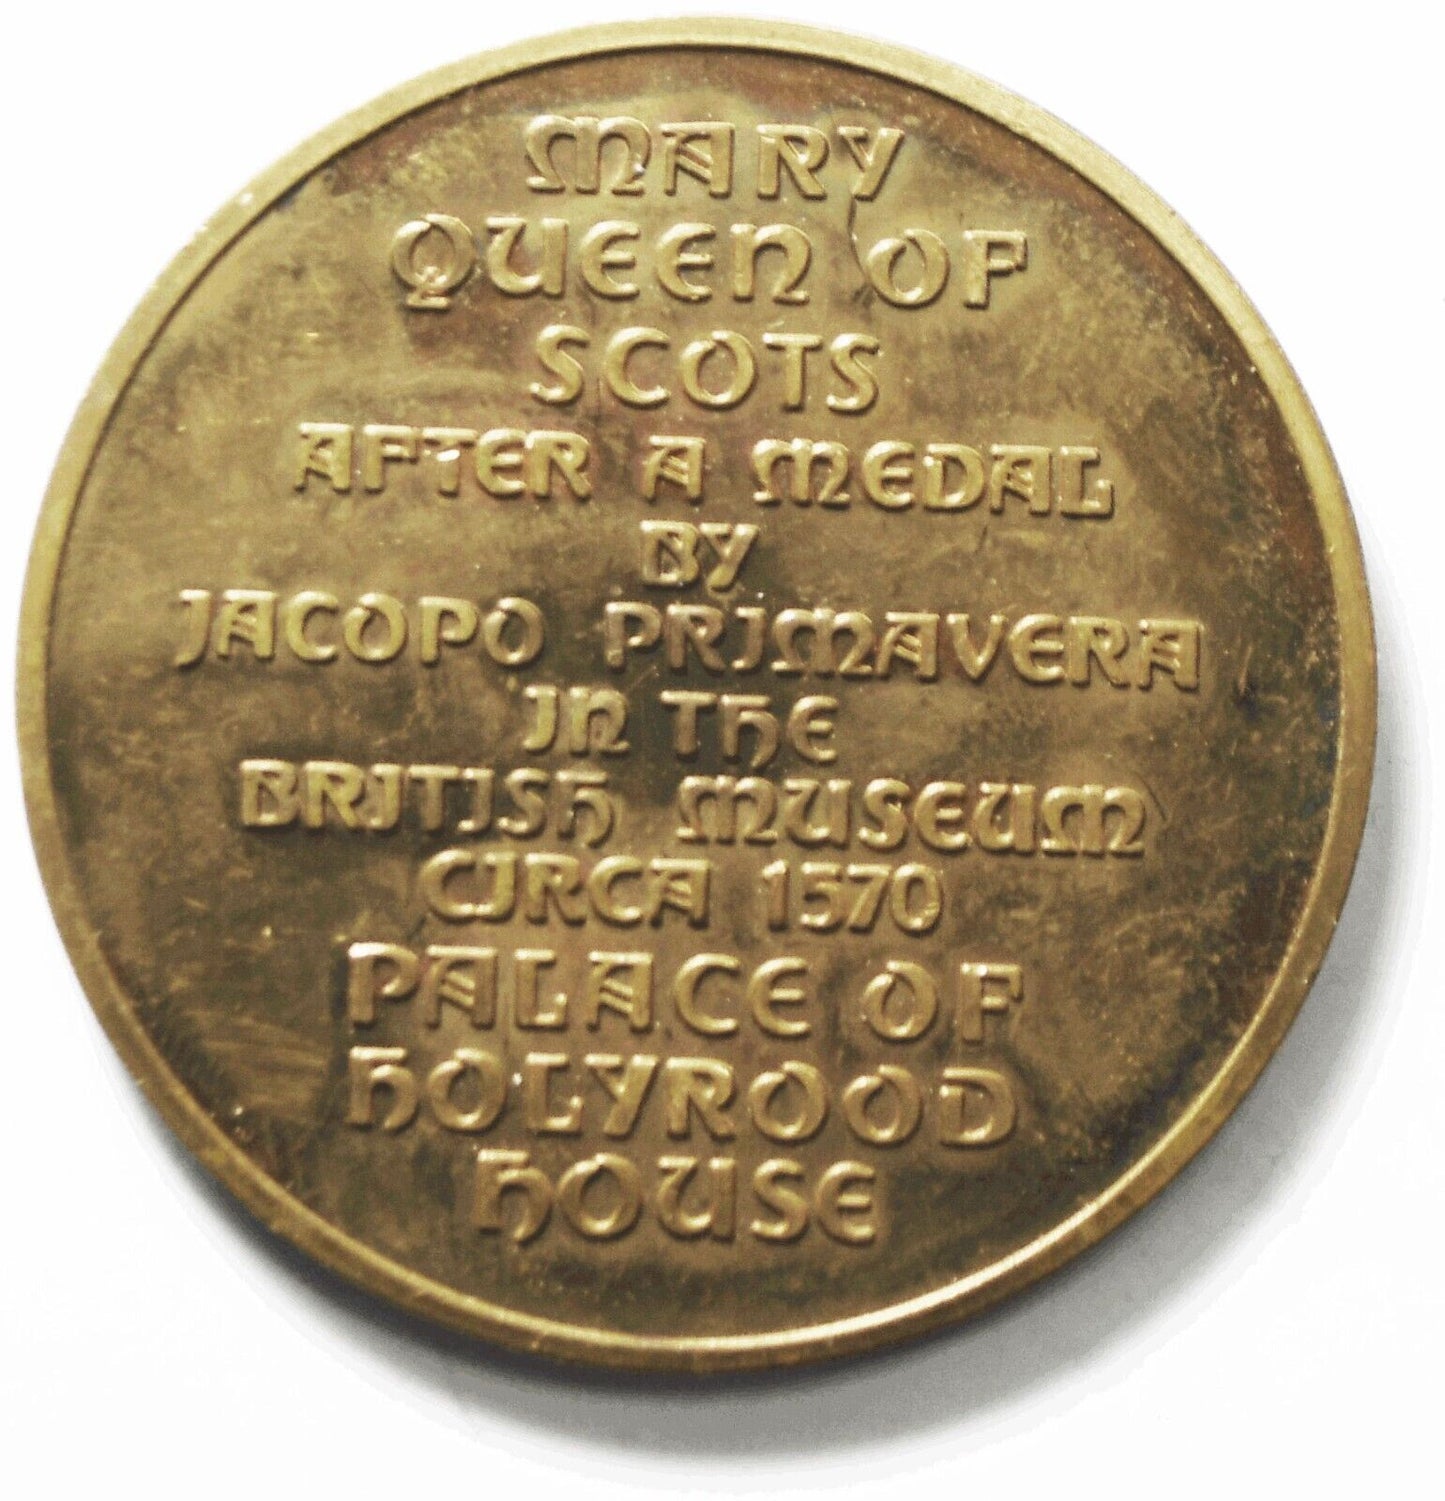 MARY
QUEEN OF
SCOTS
AFTER A MEDAL
BY
JACOPO PRIMAVERA
IN THE
BRITISH MUSEUM
CIRCA 1570
PALACE OF
HOLYROOD
HOUSE